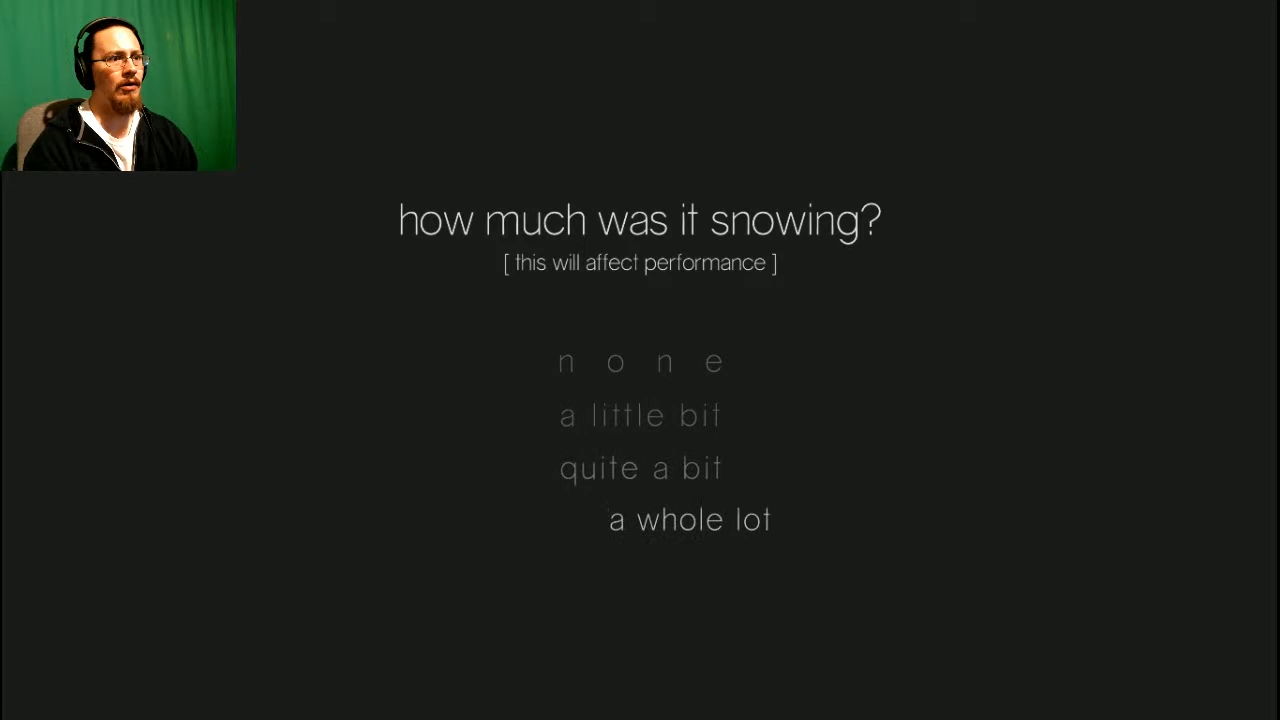 how much was it snowing?
[ this will affect performance ]
n o n e
a little bit
quite a bit
a whole lot